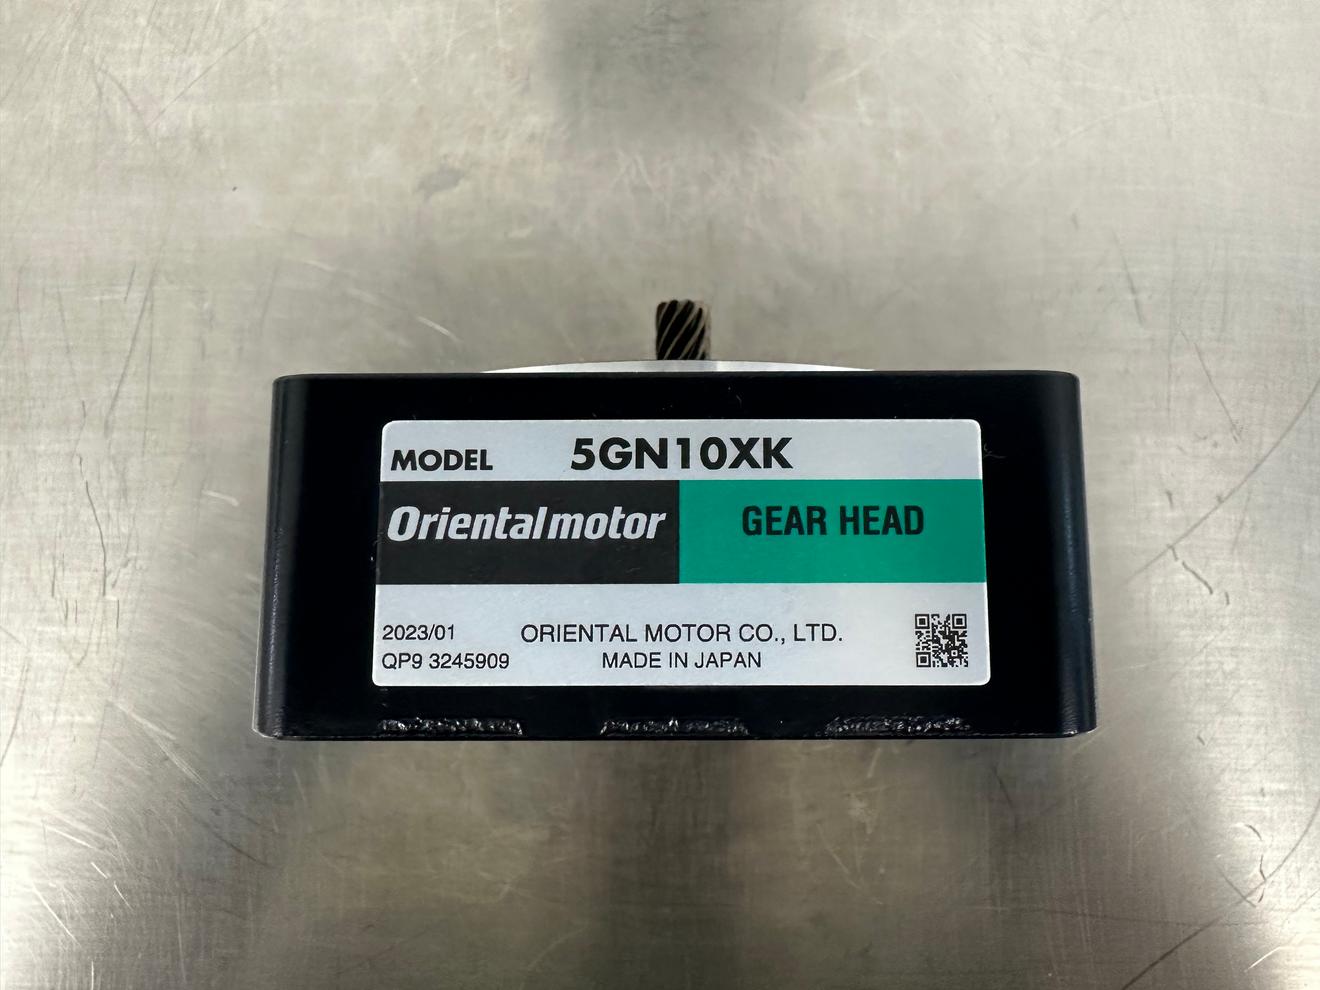 MODEL 5GN10XK
Orientalmotor GEAR HEAD
2023/01 ORIENTAL MOTOR CO., LTD.
QP9 3245909 MADE IN JAPAN